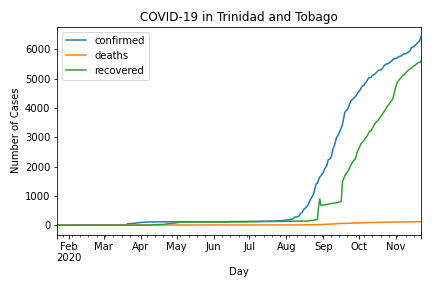 COVID-19 in Trinidad and Tobago
confirmed
deaths
recovered
Number of Cases
6000
5000
4000
3000
2000
1000
0
Feb Mar Apr May Jun Jul Aug Sep Oct Nov
2020
Day